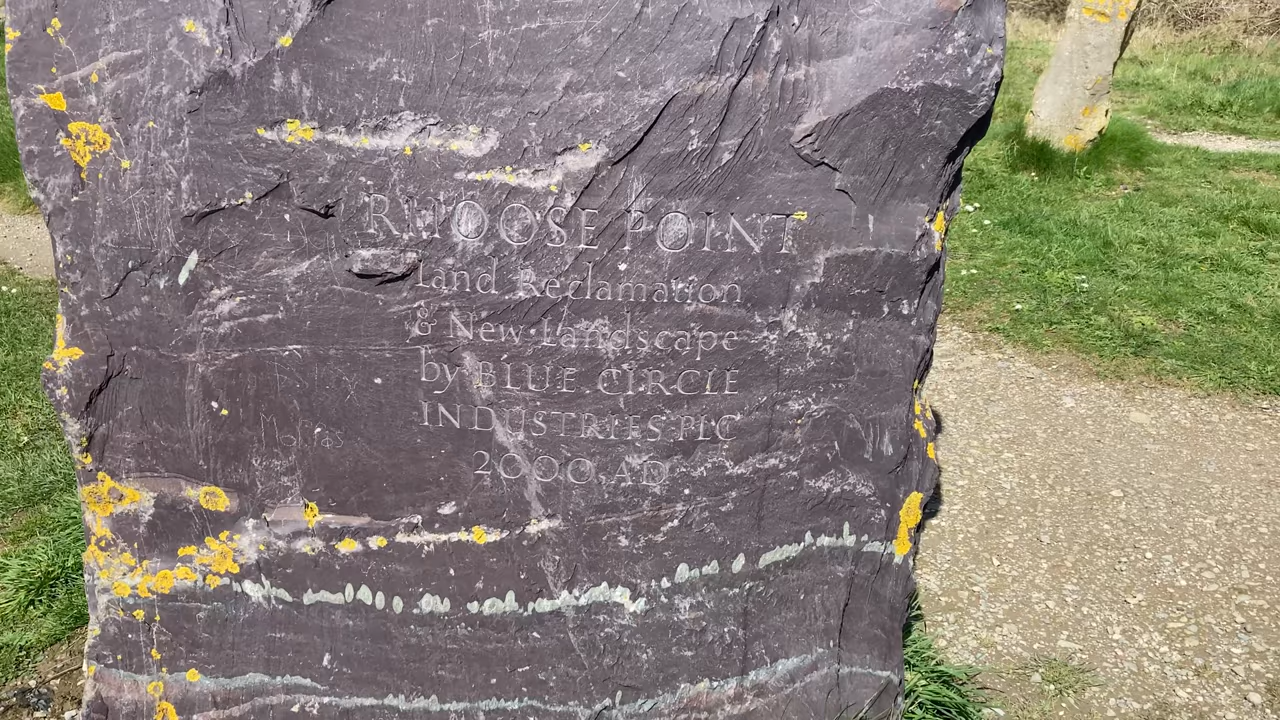 RHOOSE POINT
Land Reclamation
& New Landscape
by BLUE CIRCLE
INDUSTRIES PLC
2000 AD